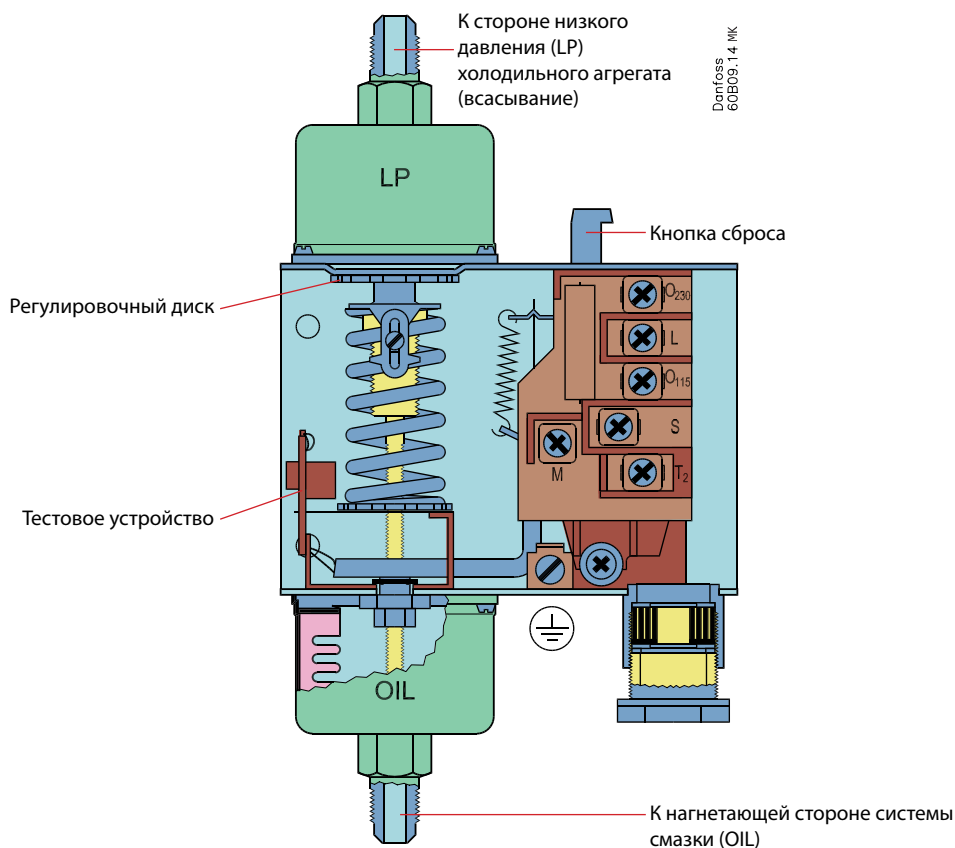 К стороне низкого
давления (LP)
холодильного агрегата
(всасывание)
Danfoss
60B09.14 МК
LP
Кнопка сброса
Регулировочный диск
O230
L
O115
S
M
T2
Тестовое устройство
OIL
К нагнетающей стороне системы
смазки (OIL)